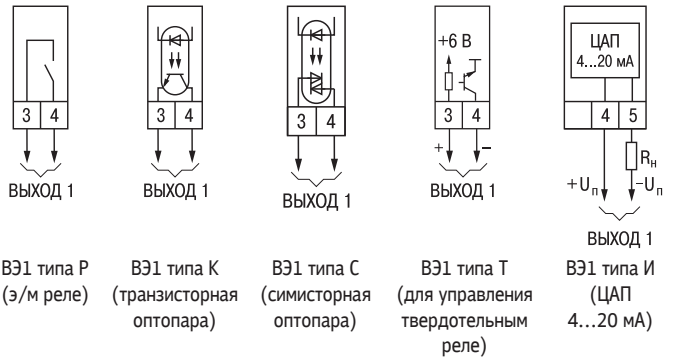 3 4
ВЫХОД 1
ВЭ1 типа Р
(э/м реле)
3 4
ВЫХОД 1
ВЭ1 типа К
(транзисторная
оптопара)
3 4
ВЫХОД 1
ВЭ1 типа С
(симисторная
оптопара)
+6 В
3 4
+ −
ВЫХОД 1
ВЭ1 типа Т
(для управления
твердотельным
реле)
ЦАП
4...20 мА
4 5
Rн
+Uп −Uп
ВЫХОД 1
ВЭ1 типа И
(ЦАП
4...20 мА)